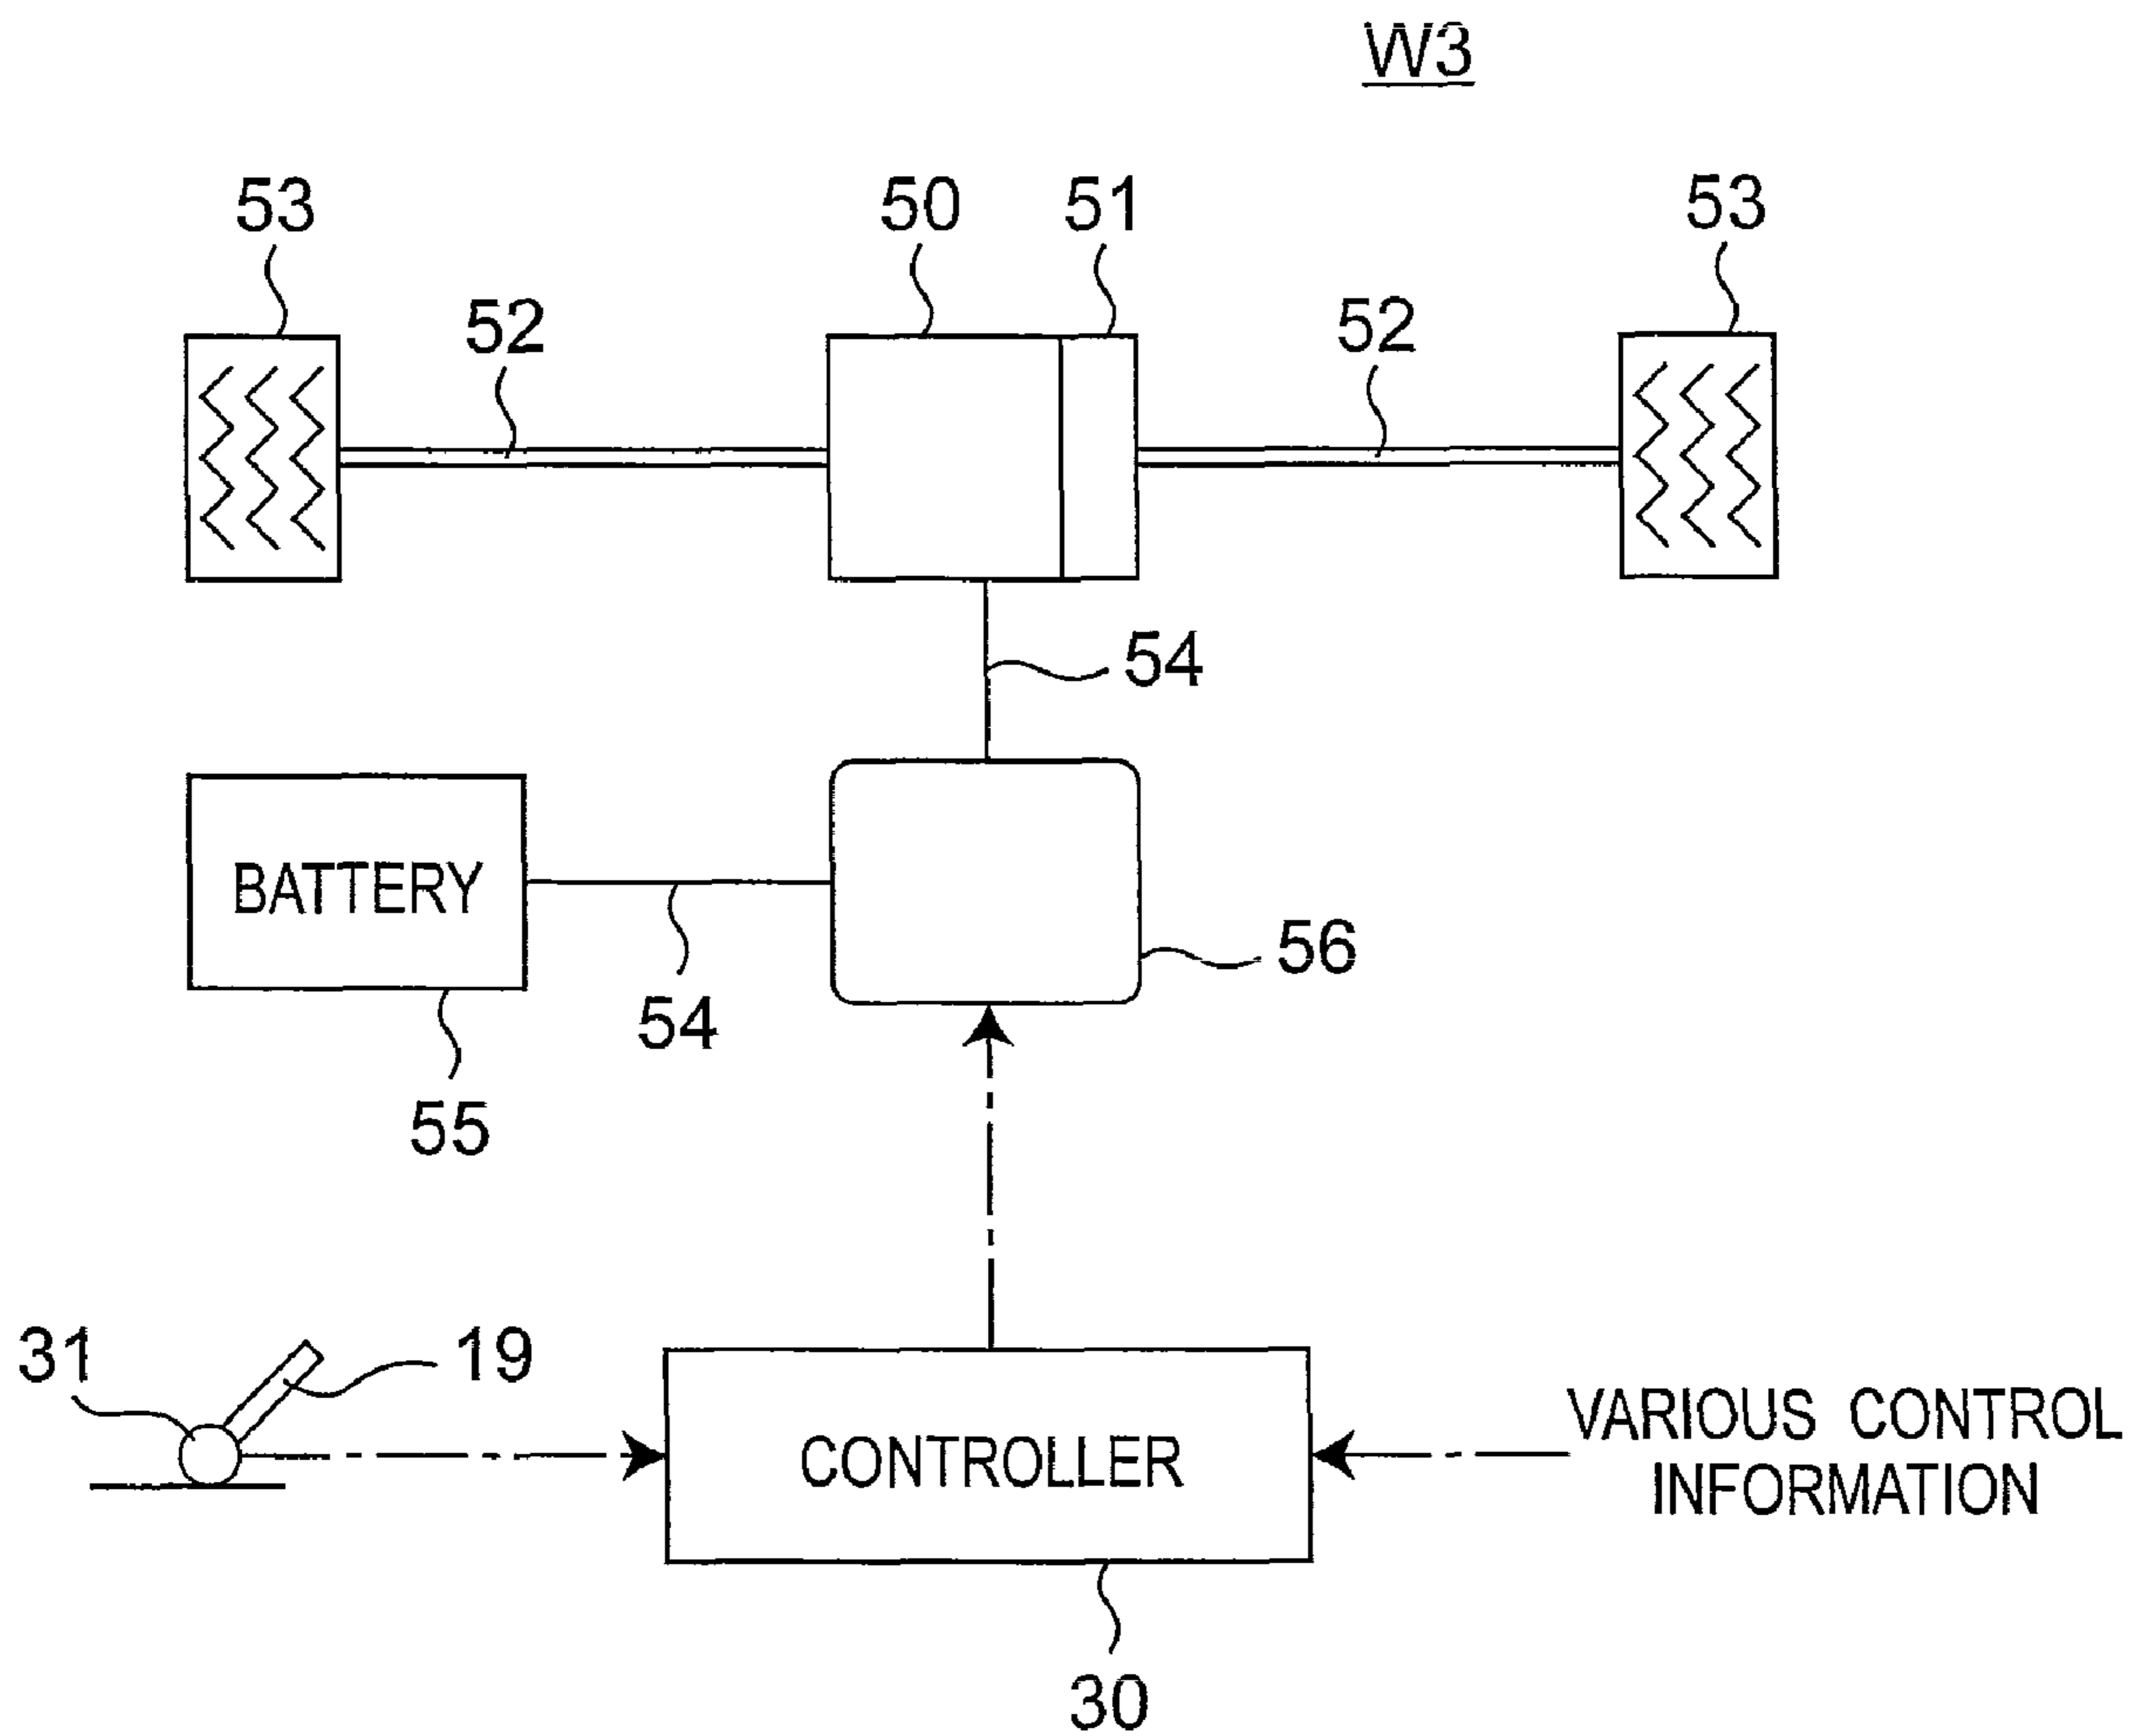 W3
53
50
51
53
52
52
54
BATTERY
56
54
55
31
19
CONTROLLER
VARIOUS CONTROL
INFORMATION
30